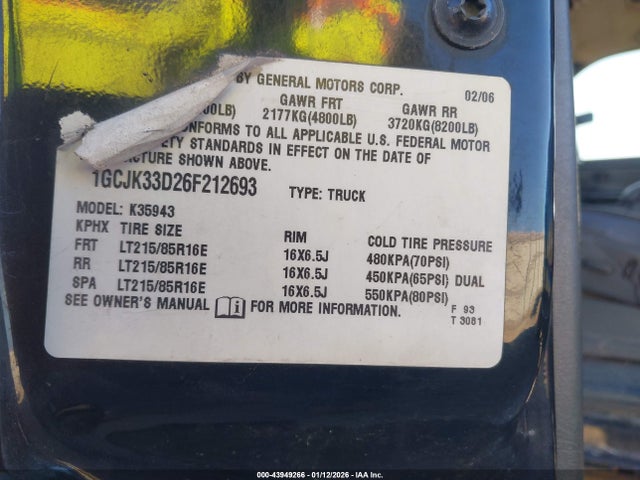 BY GENERAL MOTORS CORP.
02/06
GAWR FRT GAWR RR
00LB) 2177KG(4800LB) 3720KG(8200LB)
ONFORMS TO ALL APPLICABLE U.S. FEDERAL MOTOR
ETY STANDARDS IN EFFECT ON THE DATE OF
CTURE SHOWN ABOVE.
1GCJK33D26F212693 TYPE: TRUCK
MODEL: K35943
KPHX TIRE SIZE RIM COLD TIRE PRESSURE
FRT LT215/85R16E 16X6.5J 480KPA(70PSI)
RR LT215/85R16E 16X6.5J 450KPA(65PSI) DUAL
SPA LT215/85R16E 16X6.5J 550KPA(80PSI)
SEE OWNER'S MANUAL FOR MORE INFORMATION.
F 93
T 3081
000-43949266 - 01/12/2026 - IAA Inc.